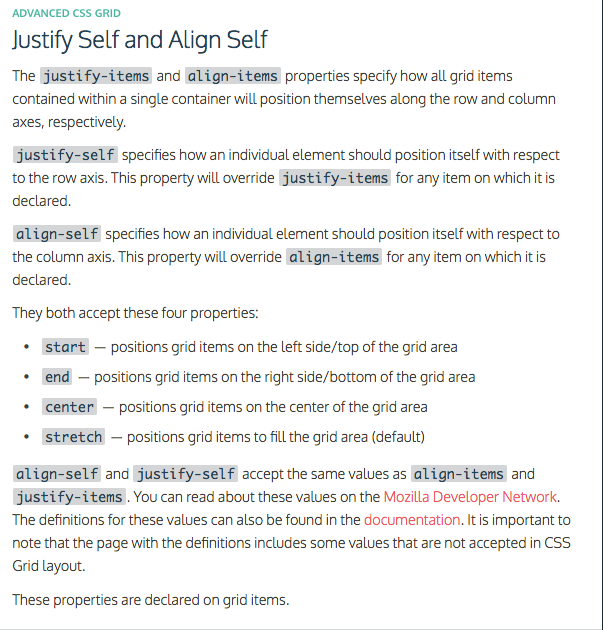 ADVANCED CSS GRID
Justify Self and Align Self
The justify-items and align-items properties specify how all grid items
contained within a single container will position themselves along the row and column
axes, respectively.
justify-self specifies how an individual element should position itself with respect
to the row axis. This property will override justify-items for any item on which it is
declared.
align-self specifies how an individual element should position itself with respect to
the column axis. This property will override align-items for any item on which it is
declared.
They both accept these four properties:
• start — positions grid items on the left side/top of the grid area
• end — positions grid items on the right side/bottom of the grid area
• center — positions grid items on the center of the grid area
• stretch — positions grid items to fill the grid area (default)
align-self and justify-self accept the same values as align-items and
justify-items. You can read about these values on the Mozilla Developer Network.
The definitions for these values can also be found in the documentation. It is important to
note that the page with the definitions includes some values that are not accepted in CSS
Grid layout.
These properties are declared on grid items.